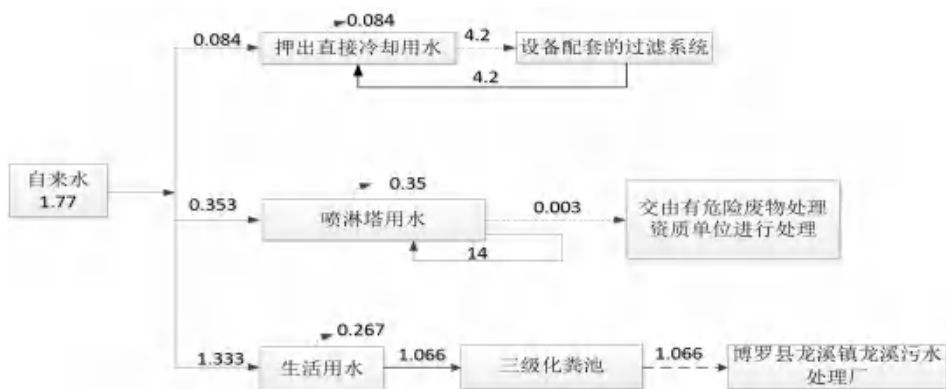 0.084
0.084
押出直接冷却用水
4.2
设备配套的过滤系统
4.2
自来水
1.77
0.35
0.353
喷淋塔用水
0.003
交由有危险废物处理
资质单位进行处理
14
0.267
1.333
生活用水
1.066
三级化粪池
1.066
博罗县龙溪镇龙溪污水
处理厂